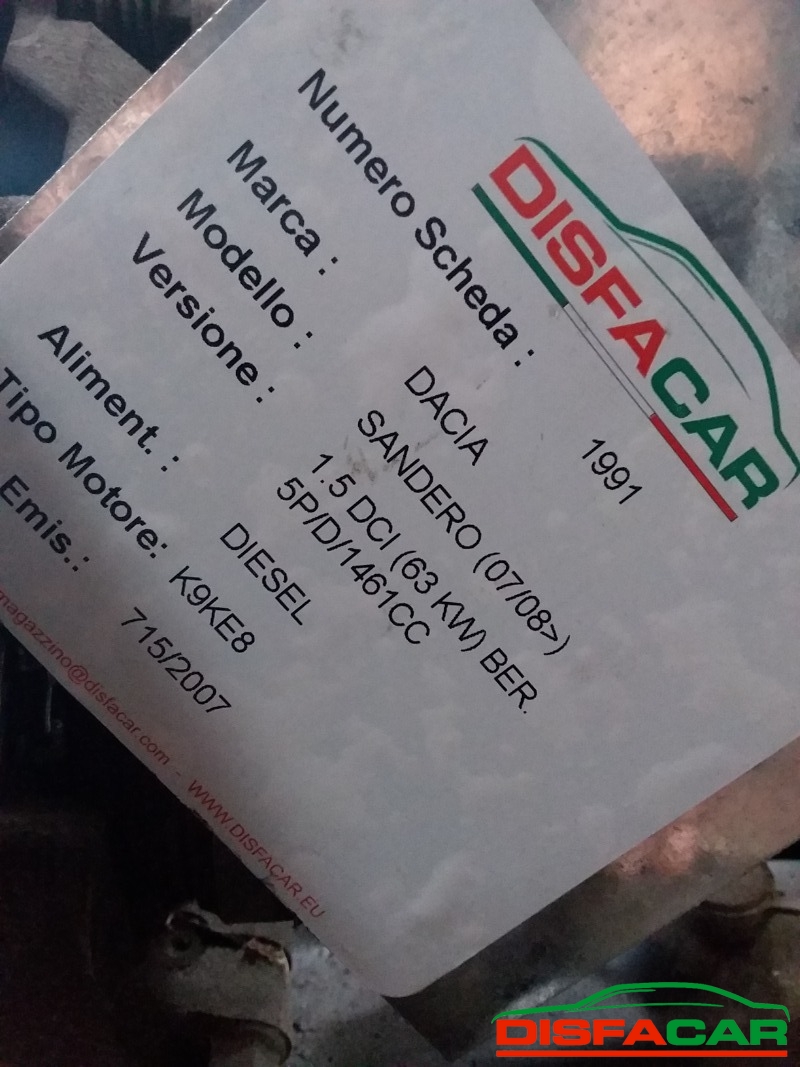 DISFACAR
Numero Scheda : 1991
Marca : DACIA
Modello : SANDERO (07/08>)
Versione : 1.5 DCI (63 KW) BER.
5P/D/1461CC
Aliment. : DIESEL
Tipo Motore: K9KE8
Emis.: 715/2007
magazzino@disfacar.com - WWW.DISFACAR.EU
DISFACAR